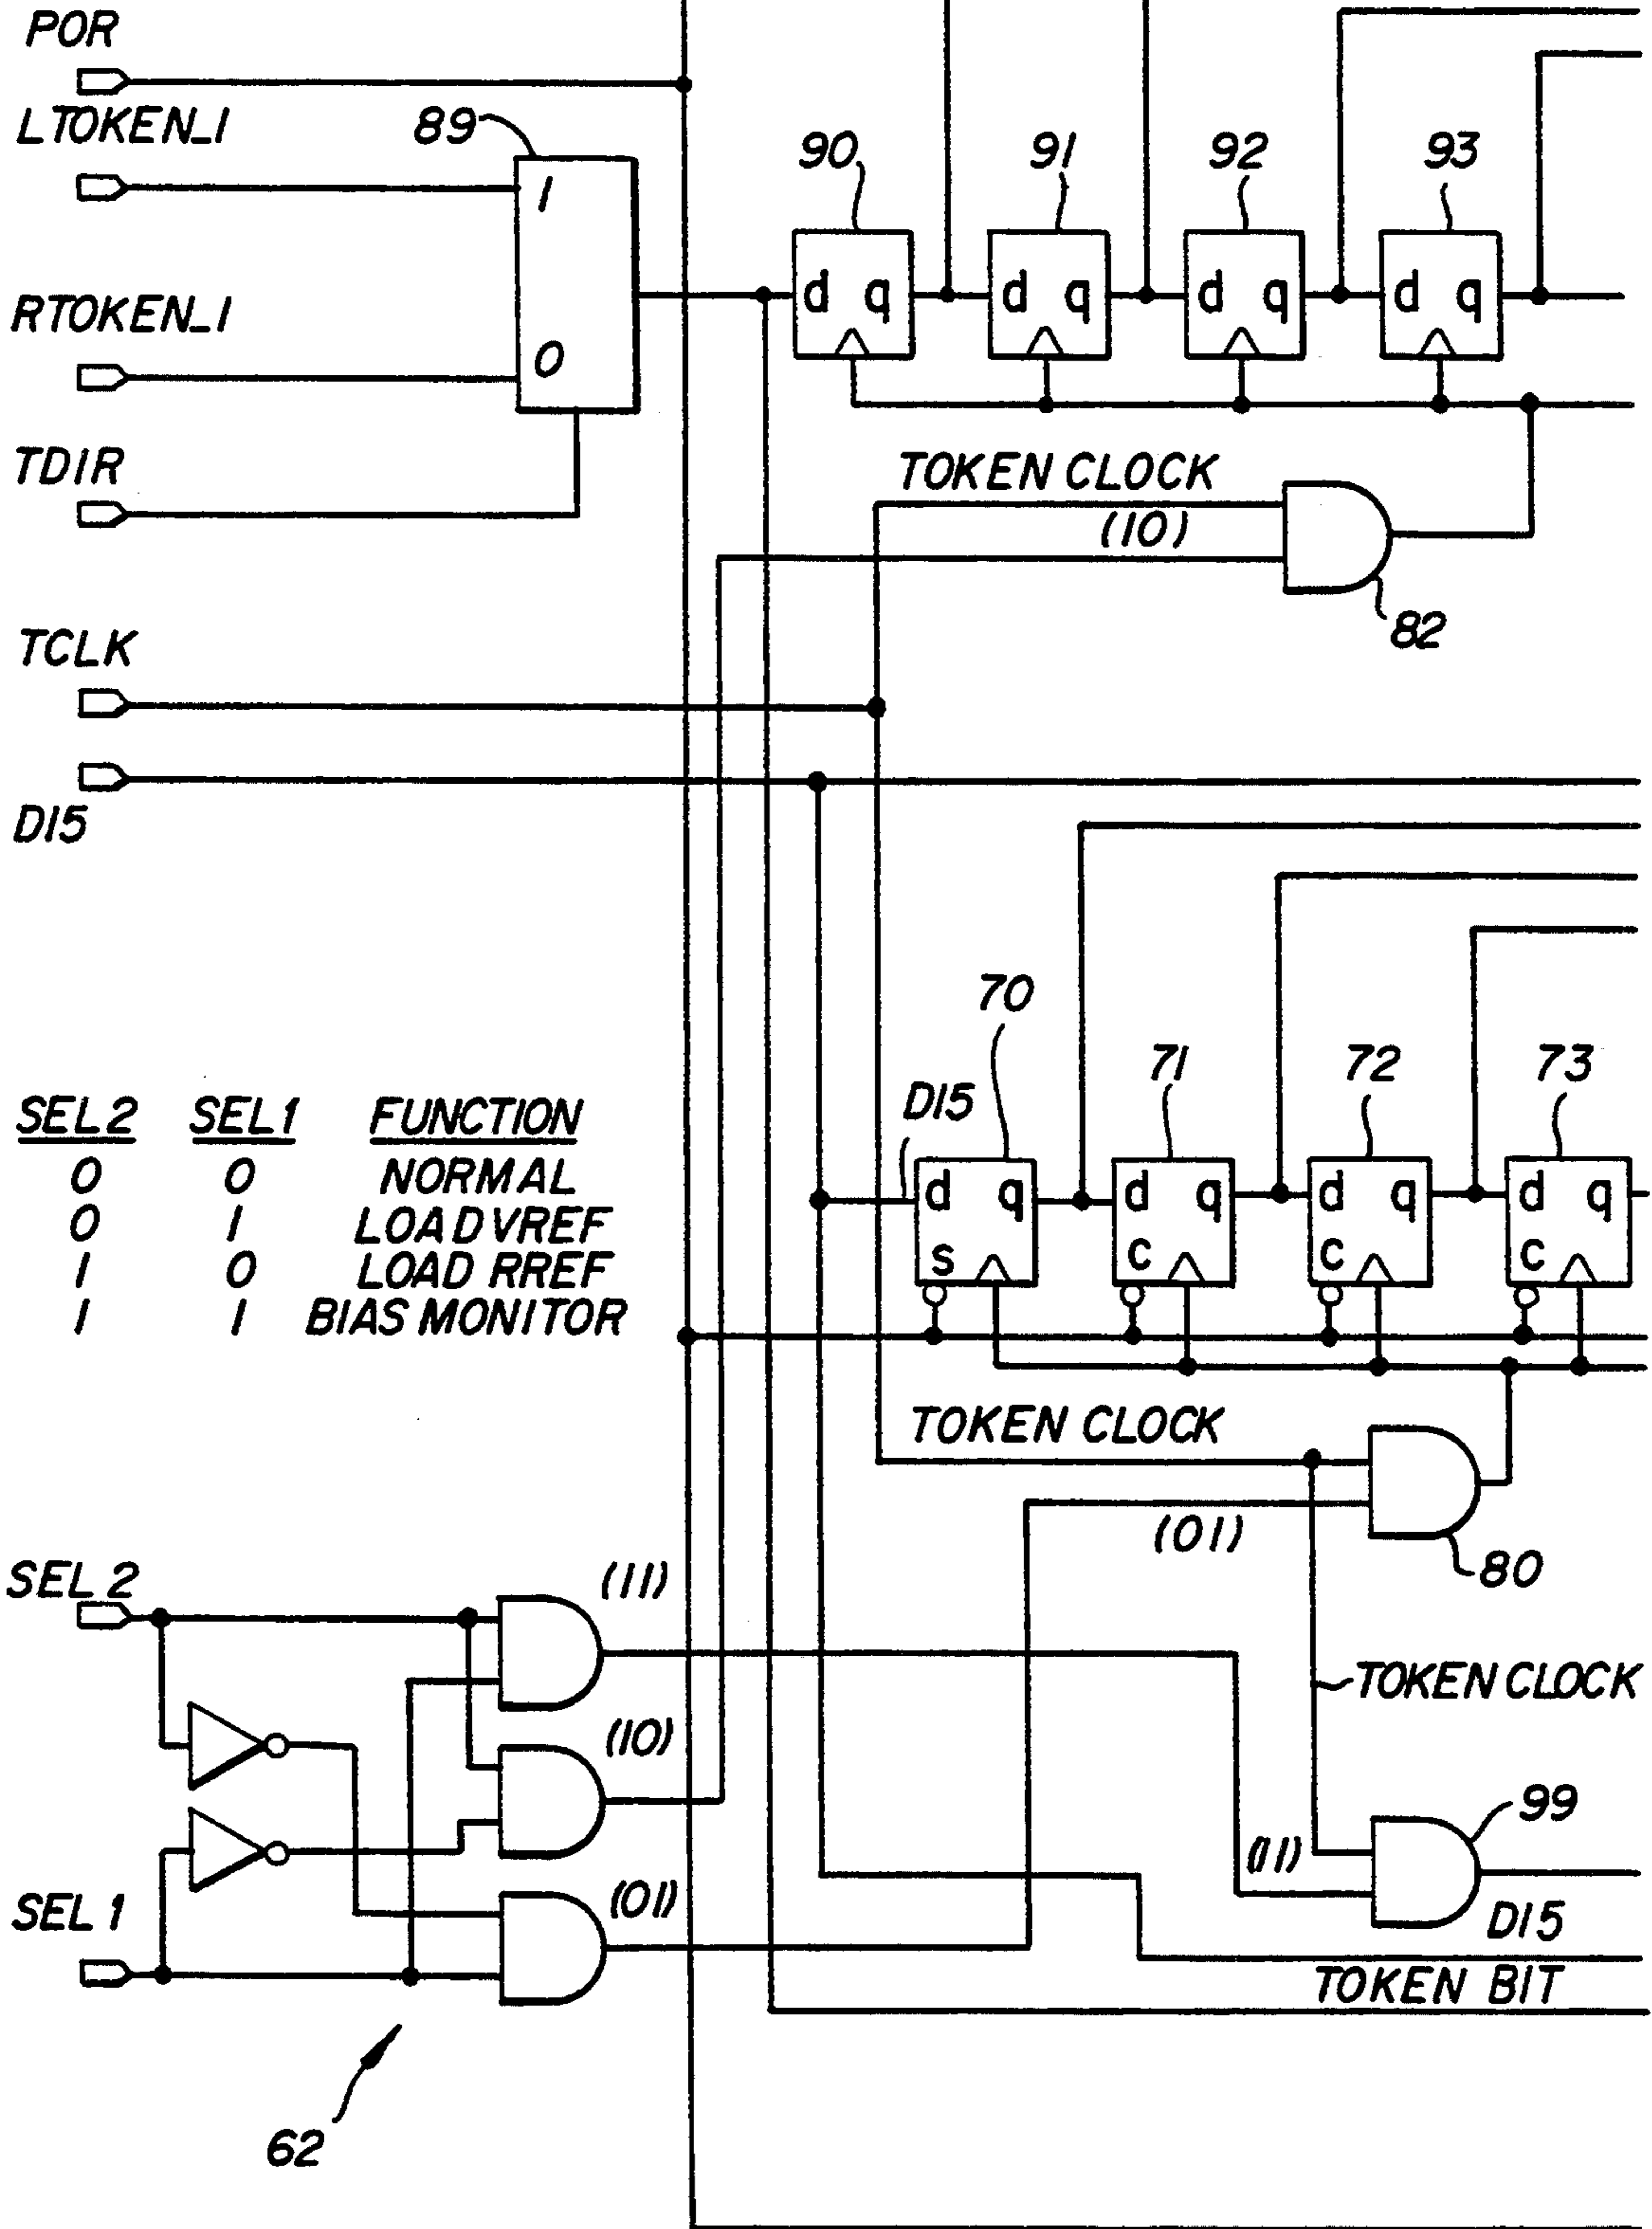 POR
LTOKEN_I
89
1
90
91
92
93
d q
d q
d q
d q
RTOKEN_I
0
TDIR
TOKEN CLOCK
(10)
82
TCLK
DI5
70
71
72
73
DI5
d q
s
d q
c
d q
c
d q
c
SEL2 SEL1 FUNCTION
0 0 NORMAL
0 1 LOAD VREF
1 0 LOAD RREF
1 1 BIAS MONITOR
TOKEN CLOCK
(01)
80
SEL 2
(11)
TOKEN CLOCK
(10)
99
(11)
SEL 1
(01)
DI5
TOKEN BIT
62